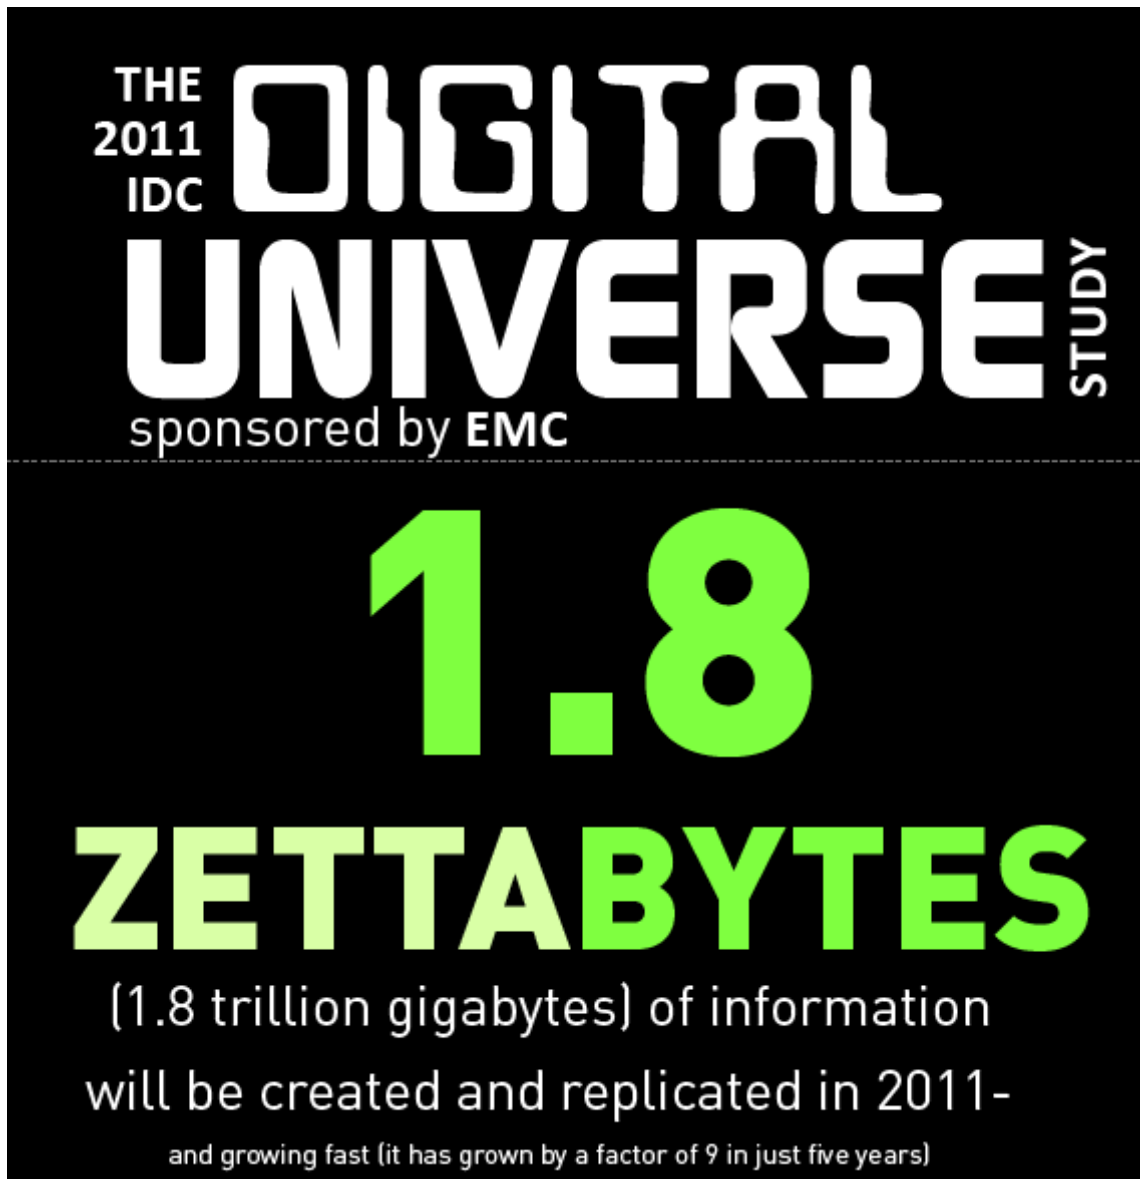 THE
2011
IDC
DIGITAL
UNIVERSE
STUDY
sponsored by EMC
1.8
ZETTABYTES
(1.8 trillion gigabytes) of information
will be created and replicated in 2011-
and growing fast (it has grown by a factor of 9 in just five years)